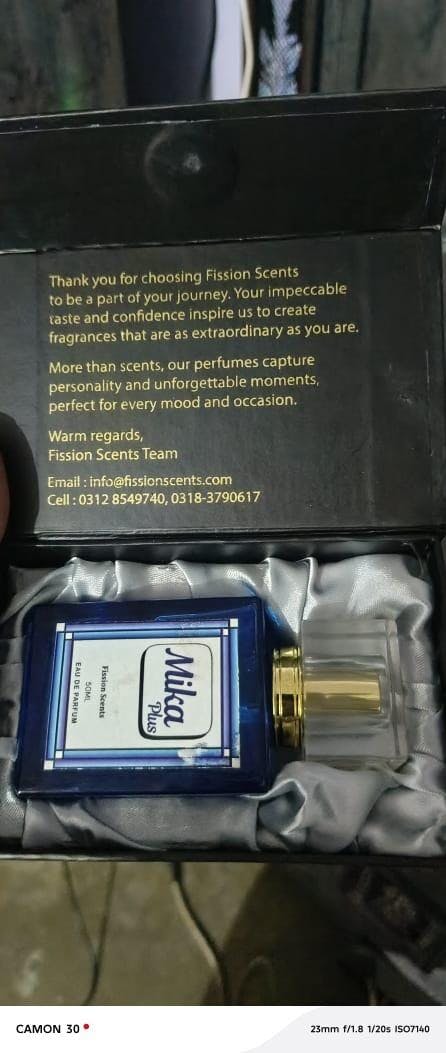 Thank you for choosing Fission Scents
to be a part of your journey. Your impeccable
taste and confidence inspire us to create
fragrances that are as extraordinary as you are.
More than scents, our perfumes capture
personality and unforgettable moments,
perfect for every mood and occasion.
Warm regards,
Fission Scents Team
Email : info@fissionscents.com
Cell : 0312 8549740, 0318-3790617
Nika
Plus
Fission Scents
50ML
EAU DE PARFUM
CAMON 30
23mm f/1.8 1/20s ISO7140